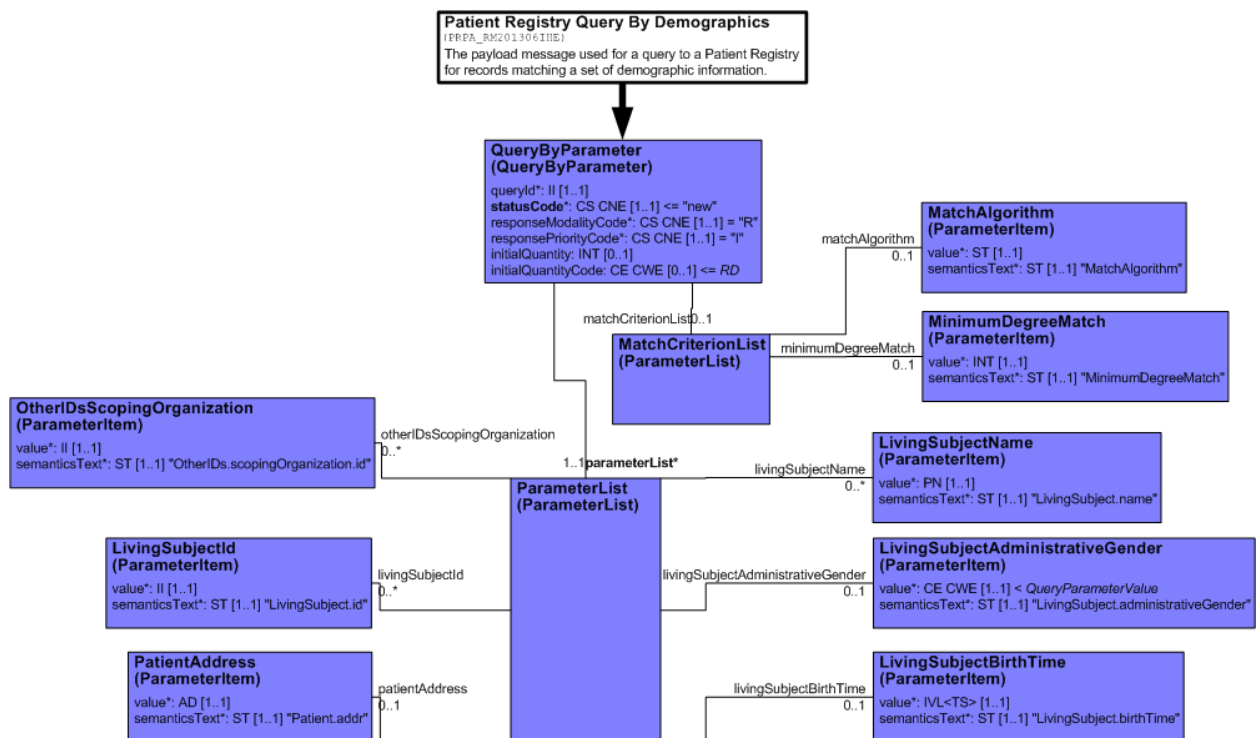 Patient Registry Query By Demographics
(PRPA_RM201306IHE)
The payload message used for a query to a Patient Registry
for records matching a set of demographic information.
QueryByParameter
(QueryByParameter)
queryId*: II [1..1]
statusCode*: CS CNE [1..1] <= "new"
responseModalityCode*: CS CNE [1..1] = "R"
responsePriorityCode*: CS CNE [1..1] = "I"
initialQuantity: INT [0..1]
initialQuantityCode: CE CWE [0..1] <= RD
matchAlgorithm
0..1
MatchAlgorithm
(ParameterItem)
value*: ST [1..1]
semanticsText*: ST [1..1] "MatchAlgorithm"
matchCriterionList0..1
MatchCriterionList
(ParameterList)
minimumDegreeMatch
0..1
MinimumDegreeMatch
(ParameterItem)
value*: INT [1..1]
semanticsText*: ST [1..1] "MinimumDegreeMatch"
OtherIDsScopingOrganization
(ParameterItem)
value*: II [1..1]
semanticsText*: ST [1..1] "OtherIDs.scopingOrganization.id"
otherIDsScopingOrganization
0..*
1..1parameterList*
ParameterList
(ParameterList)
livingSubjectName
0..*
LivingSubjectName
(ParameterItem)
value*: PN [1..1]
semanticsText*: ST [1..1] "LivingSubject.name"
LivingSubjectId
(ParameterItem)
value*: II [1..1]
semanticsText*: ST [1..1] "LivingSubject.id"
livingSubjectId
0..*
livingSubjectAdministrativeGender
0..1
LivingSubjectAdministrativeGender
(ParameterItem)
value*: CE CWE [1..1] < QueryParameterValue
semanticsText*: ST [1..1] "LivingSubject.administrativeGender"
PatientAddress
(ParameterItem)
value*: AD [1..1]
semanticsText*: ST [1..1] "Patient.addr"
patientAddress
0..1
livingSubjectBirthTime
0..1
LivingSubjectBirthTime
(ParameterItem)
value*: IVL<TS> [1..1]
semanticsText*: ST [1..1] "LivingSubject.birthTime"